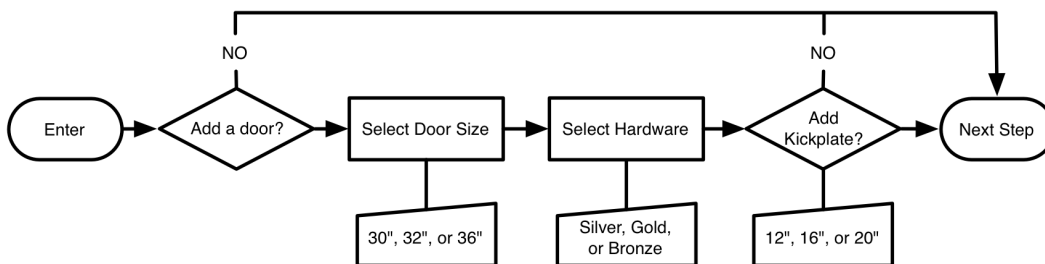 NO
NO
Enter
Add a door?
Select Door Size
Select Hardware
Add
Kickplate?
Next Step
30", 32", or 36"
Silver, Gold,
or Bronze
12", 16", or 20"